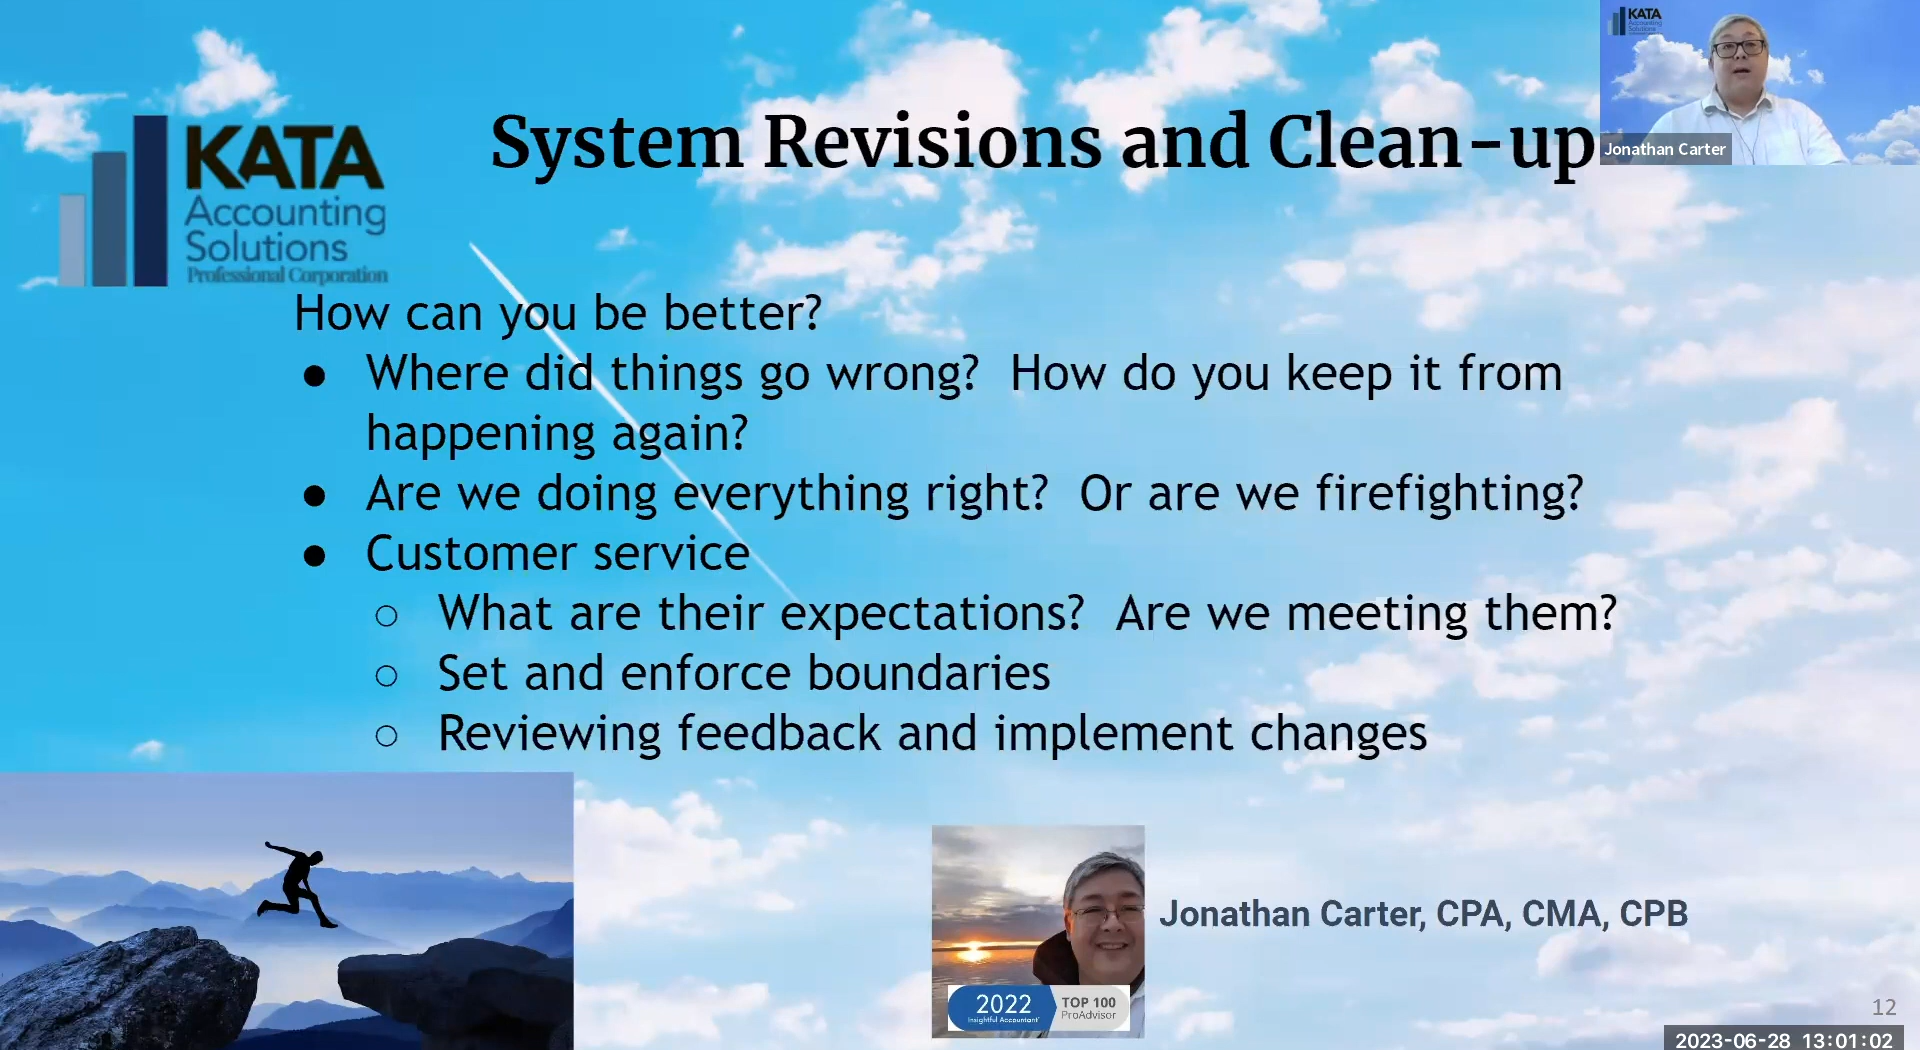 KATA
Accounting
Solutions
Professional Corporation
System Revisions and Clean-up
KATA
Accounting
Solutions
Jonathan Carter
How can you be better?
● Where did things go wrong?  How do you keep it from
happening again?
● Are we doing everything right?  Or are we firefighting?
● Customer service
○ What are their expectations?  Are we meeting them?
○ Set and enforce boundaries
○ Reviewing feedback and implement changes
2022
Insightful Accountant
TOP 100
ProAdvisor
Jonathan Carter, CPA, CMA, CPB
12
2023-06-28 13:01:02